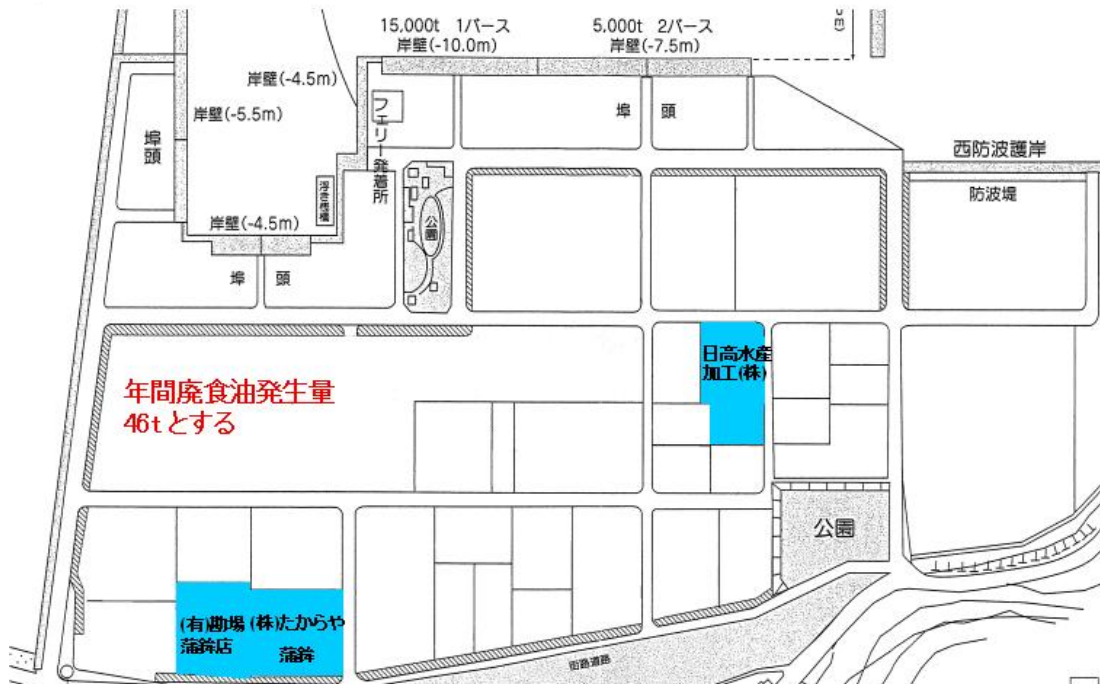 15,000t 1バース
岸壁(-10.0m)
5,000t 2バース
岸壁(-7.5m)
岸壁(-4.5m)
岸壁(-5.5m)
フェリー発着所
埠頭
埠 頭
西防波護岸
防波堤
浮き桟橋
岸壁(-4.5m)
公園
埠 頭
日高水産
加工(株)
年間廃食油発生量
46tとする
公園
(有)勘場
蒲鉾店
(株)たからや
蒲鉾
街路道路